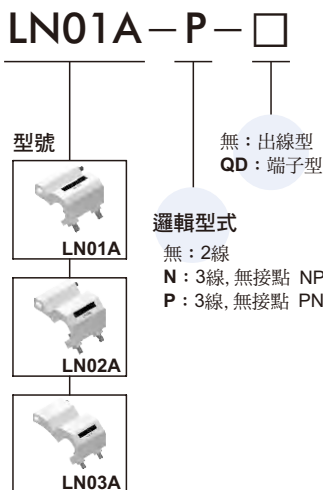 LN01A－P－□
型號
LN01A
LN02A
LN03A
邏輯型式
無：2線
N：3線, 無接點 NP
P：3線, 無接點 PN
無：出線型
QD：端子型